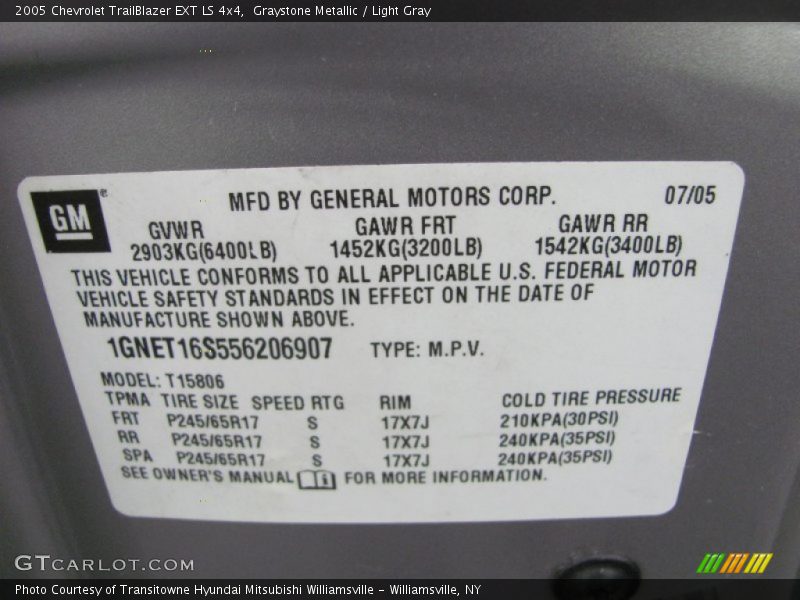 2005 Chevrolet TrailBlazer EXT LS 4x4,  Graystone Metallic / Light Gray
GM
MFD BY GENERAL MOTORS CORP. 07/05
GVWR GAWR FRT GAWR RR
2903KG(6400LB) 1452KG(3200LB) 1542KG(3400LB)
THIS VEHICLE CONFORMS TO ALL APPLICABLE U.S. FEDERAL MOTOR
VEHICLE SAFETY STANDARDS IN EFFECT ON THE DATE OF
MANUFACTURE SHOWN ABOVE.
1GNET16S556206907 TYPE: M.P.V.
MODEL: T15806
TPMA TIRE SIZE SPEED RTG RIM COLD TIRE PRESSURE
FRT P245/65R17 S 17X7J 210KPA(30PSI)
RR P245/65R17 S 17X7J 240KPA(35PSI)
SPA P245/65R17 S 17X7J 240KPA(35PSI)
SEE OWNER'S MANUAL FOR MORE INFORMATION.
GTCARLOT.COM
Photo Courtesy of Transitowne Hyundai Mitsubishi Williamsville – Williamsville, NY